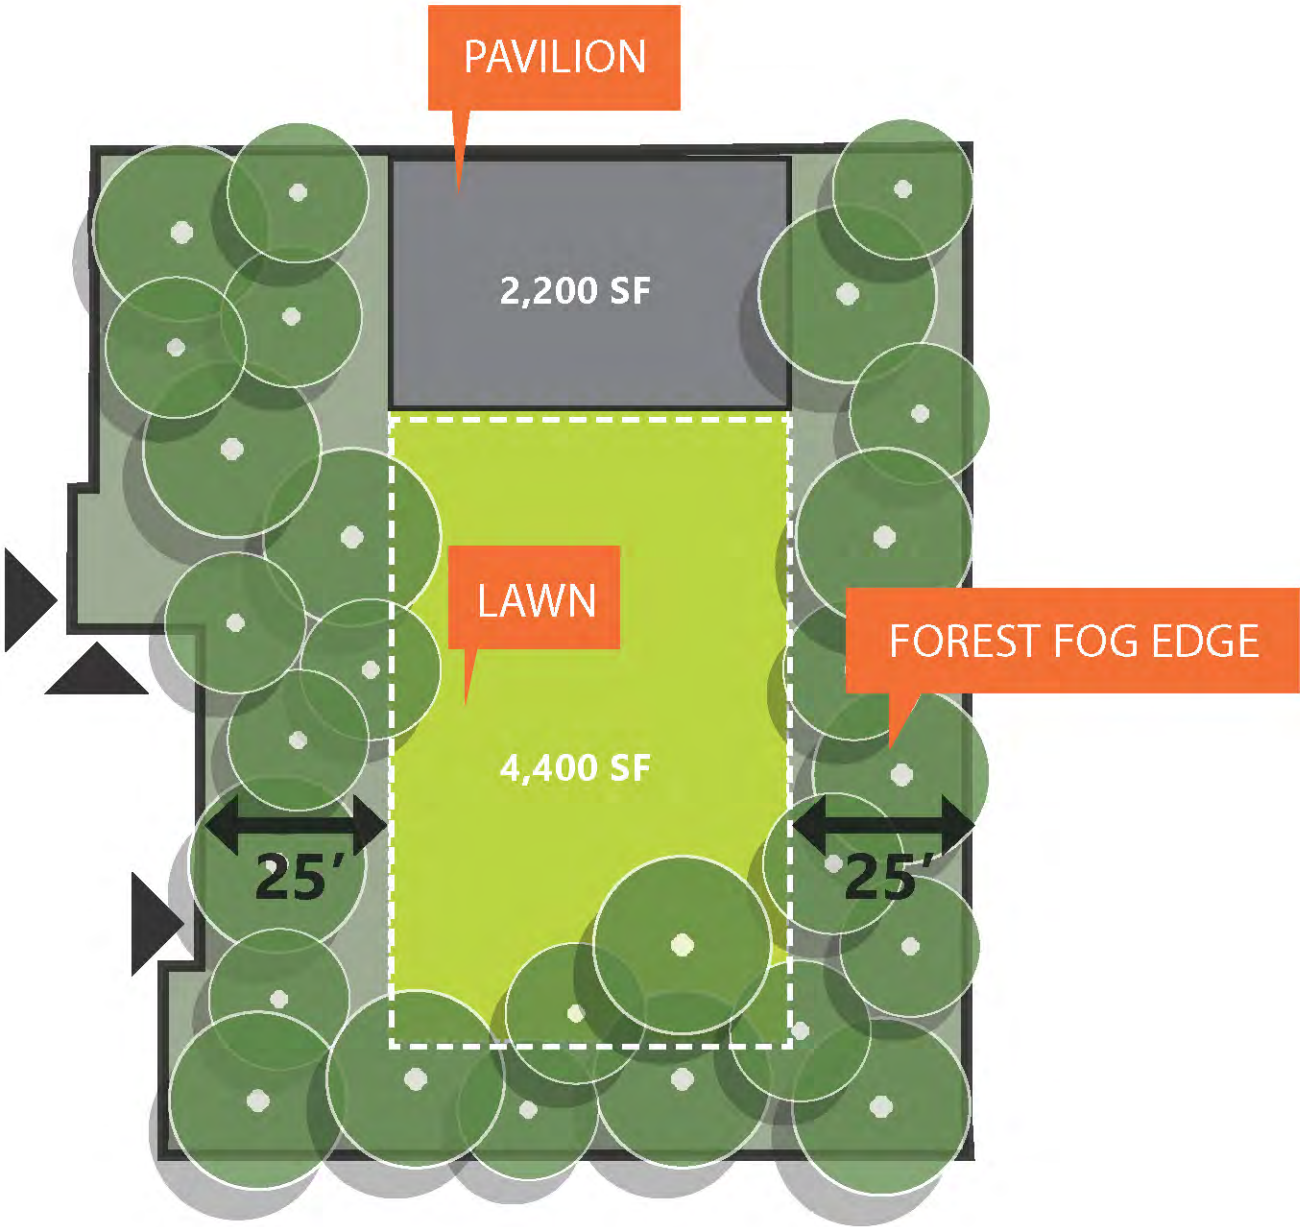 PAVILION
2,200 SF
LAWN
FOREST FOG EDGE
4,400 SF
25’
25’